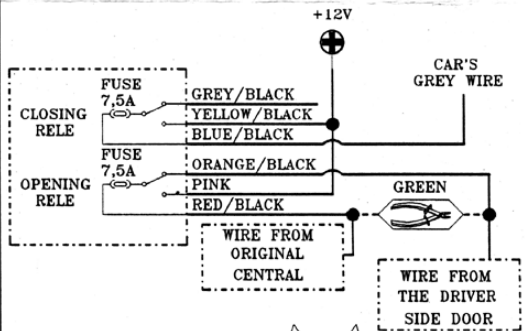 +12V
CAR'S
GREY WIRE
FUSE
7,5A
GREY/BLACK
CLOSING
RELE
YELLOW/BLACK
BLUE/BLACK
FUSE
7,5A
ORANGE/BLACK
OPENING
RELE
PINK
GREEN
RED/BLACK
WIRE FROM
ORIGINAL
CENTRAL
WIRE FROM
THE DRIVER
SIDE DOOR